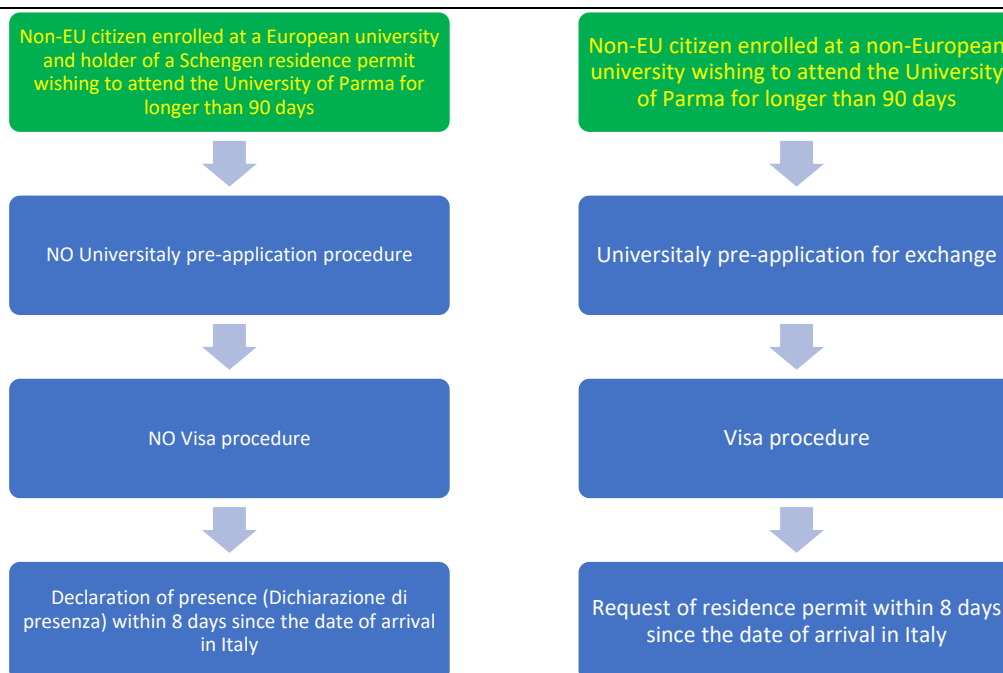 Non-EU citizen enrolled at a European university
and holder of a Schengen residence permit
wishing to attend the University of Parma for
longer than 90 days
NO Universitaly pre-application procedure
NO Visa procedure
Declaration of presence (Dichiarazione di
presenza) within 8 days since the date of arrival
in Italy
Non-EU citizen enrolled at a non-European
university wishing to attend the University
of Parma for longer than 90 days
Universitaly pre-application for exchange
Visa procedure
Request of residence permit within 8 days
since the date of arrival in Italy